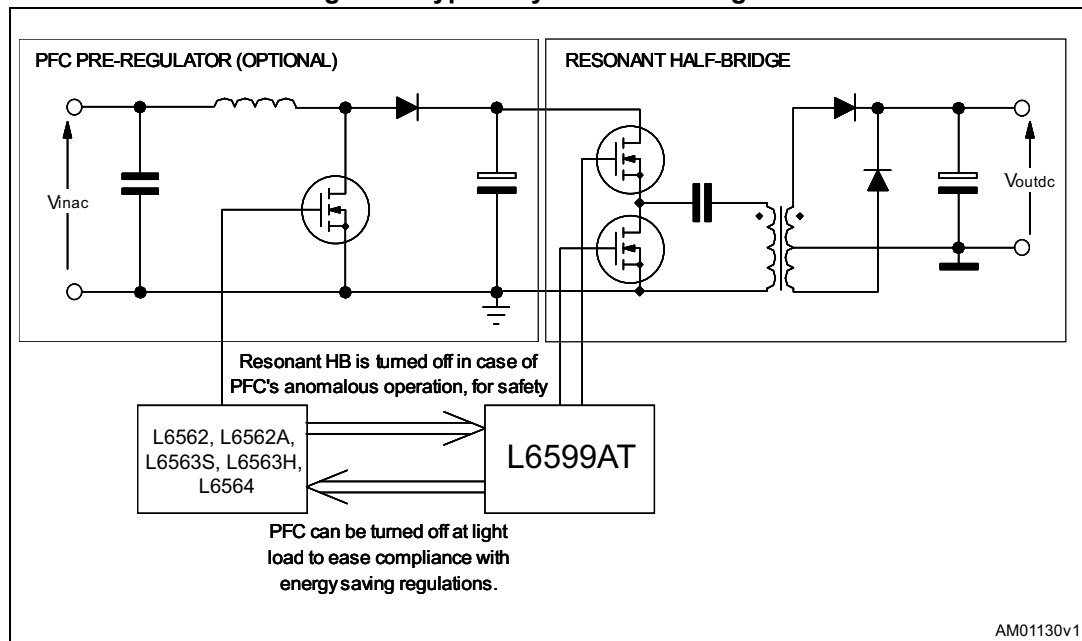 PFC PRE-REGULATOR (OPTIONAL)
RESONANT HALF-BRIDGE
Vinac
Voutdc
Resonant HB is turned off in case of
PFC's anomalous operation, for safety
L6562, L6562A,
L6563S, L6563H,
L6564
L6599AT
PFC can be turned off at light
load to ease compliance with
energy saving regulations.
AM01130v1